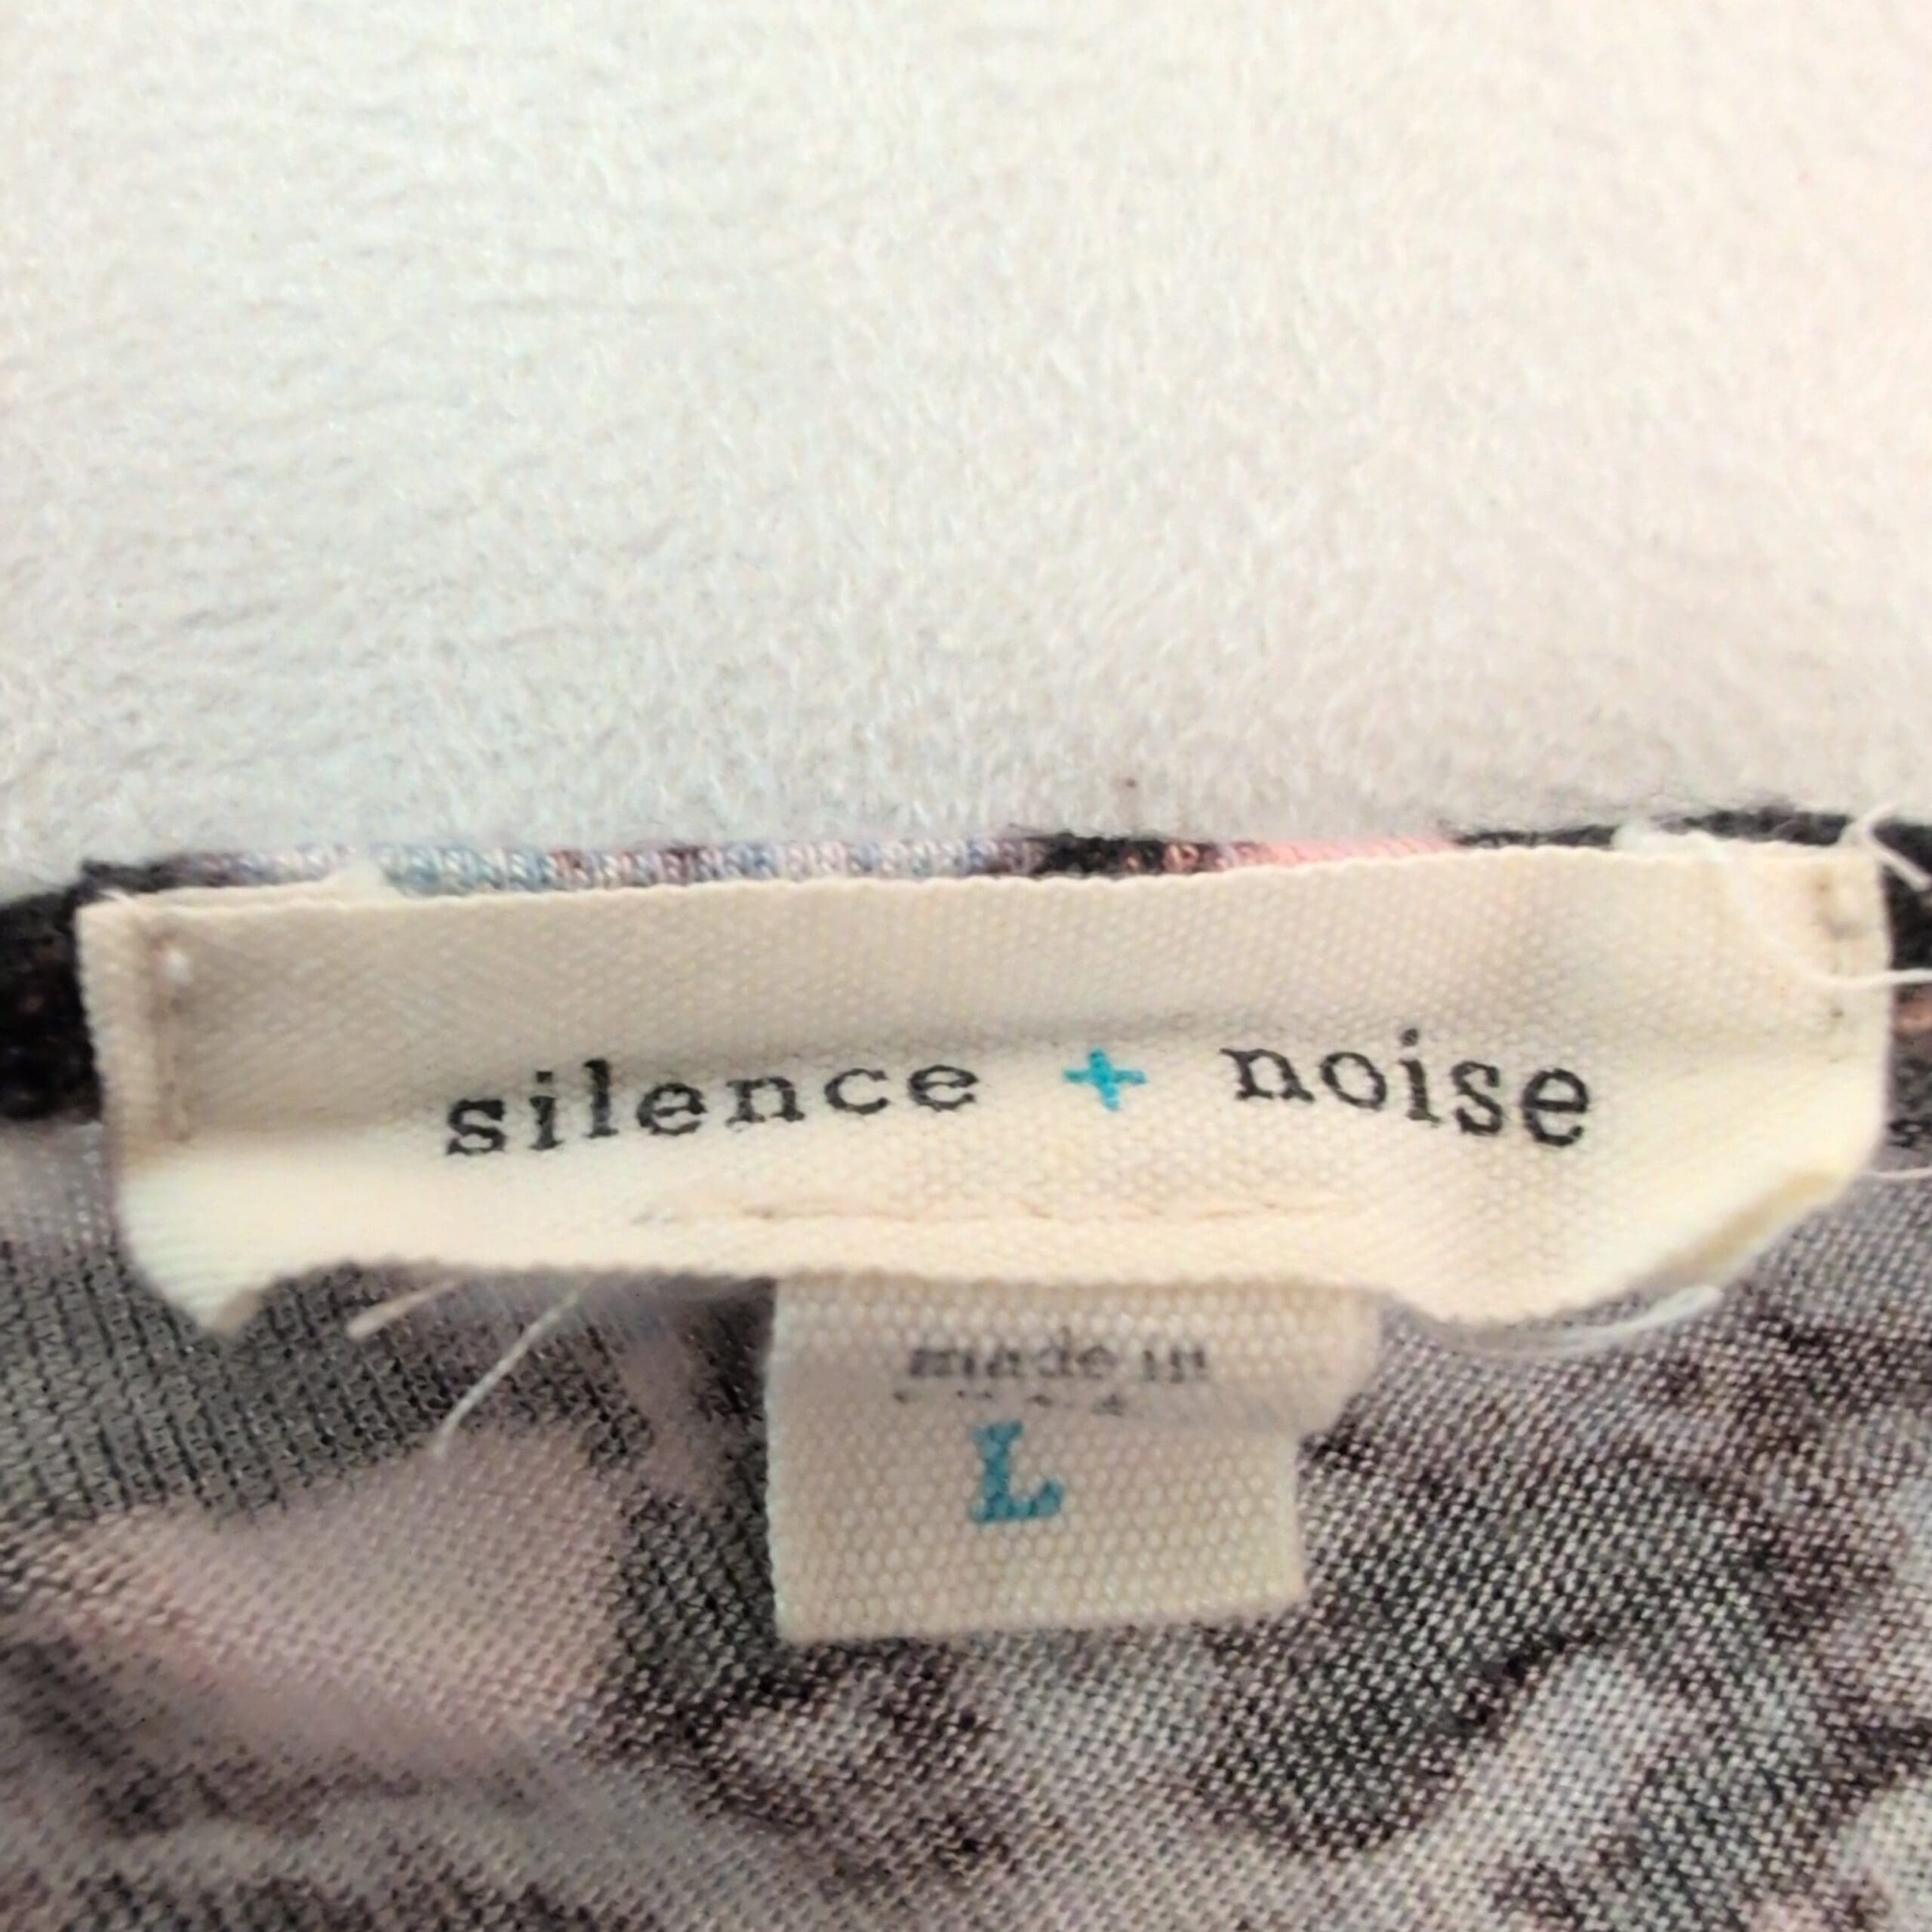 silence + noise
made in
L